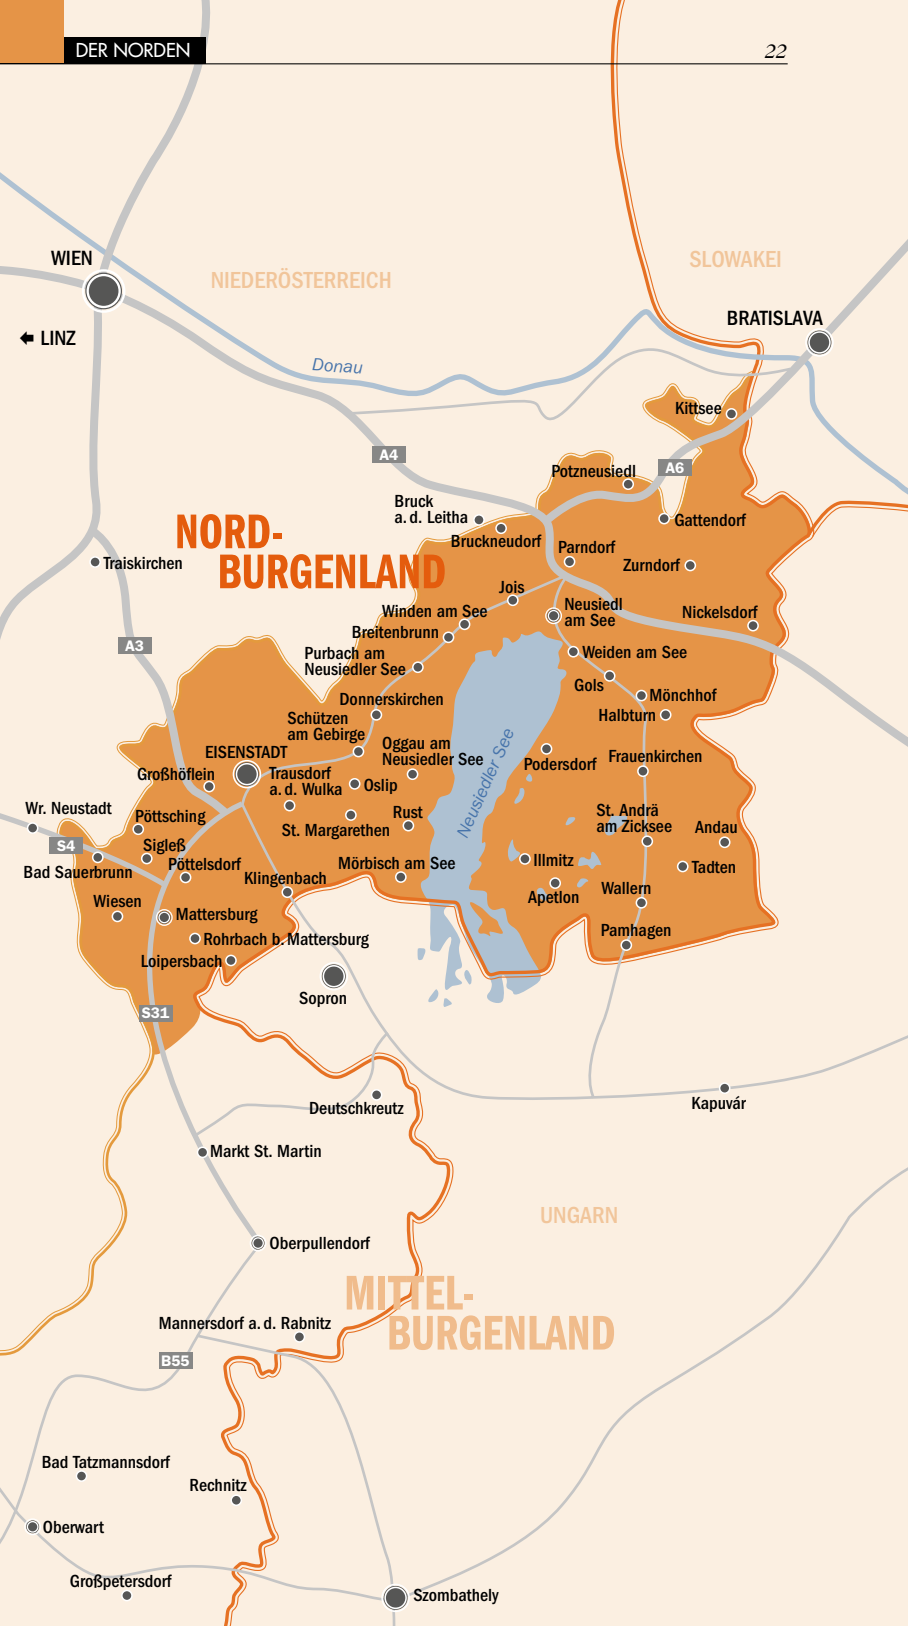 DER NORDEN
22
WIEN
NIEDERÖSTERREICH
SLOWAKEI
BRATISLAVA
LINZ
Donau
Kittsee
A4
A6
Potzneusiedl
Bruck
a. d. Leitha
Gattendorf
NORD-
BURGENLAND
Bruckneudorf
Parndorf
Traiskirchen
Zurndorf
Jois
Winden am See
Neusiedl
am See
Nickelsdorf
Breitenbrunn
A3
Purbach am
Neusiedler See
Weiden am See
Gols
Mönchhof
Donnerskirchen
Halbturn
Schützen
am Gebirge
Oggau am
Neusiedler See
EISENSTADT
Neusiedler See
Podersdorf
Frauenkirchen
Großhöflein
Trausdorf
a. d. Wulka
Oslip
Wr. Neustadt
Pöttsching
St. Margarethen
Rust
St. Andrä
am Zicksee
Andau
S4
Sigleß
Bad Sauerbrunn
Pöttelsdorf
Klingenbach
Mörbisch am See
Illmitz
Tadten
Wiesen
Mattersburg
Apetlon
Wallern
Rohrbach b. Mattersburg
Pamhagen
Loipersbach
Sopron
S31
Deutschkreutz
Kapuvár
Markt St. Martin
UNGARN
Oberpullendorf
MITTEL-
BURGENLAND
Mannersdorf a. d. Rabnitz
B55
Bad Tatzmannsdorf
Rechnitz
Oberwart
Großpetersdorf
Szombathely